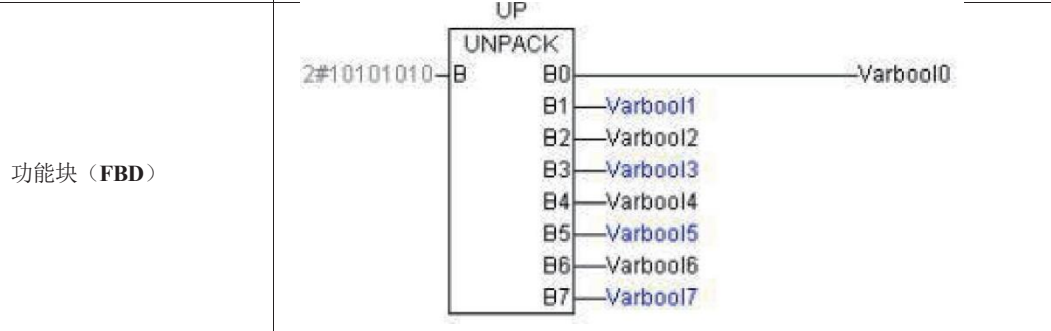 功能块（FBD）
UP
UNPACK
2#10101010 B B0 Varbool0
B1 Varbool1
B2 Varbool2
B3 Varbool3
B4 Varbool4
B5 Varbool5
B6 Varbool6
B7 Varbool7